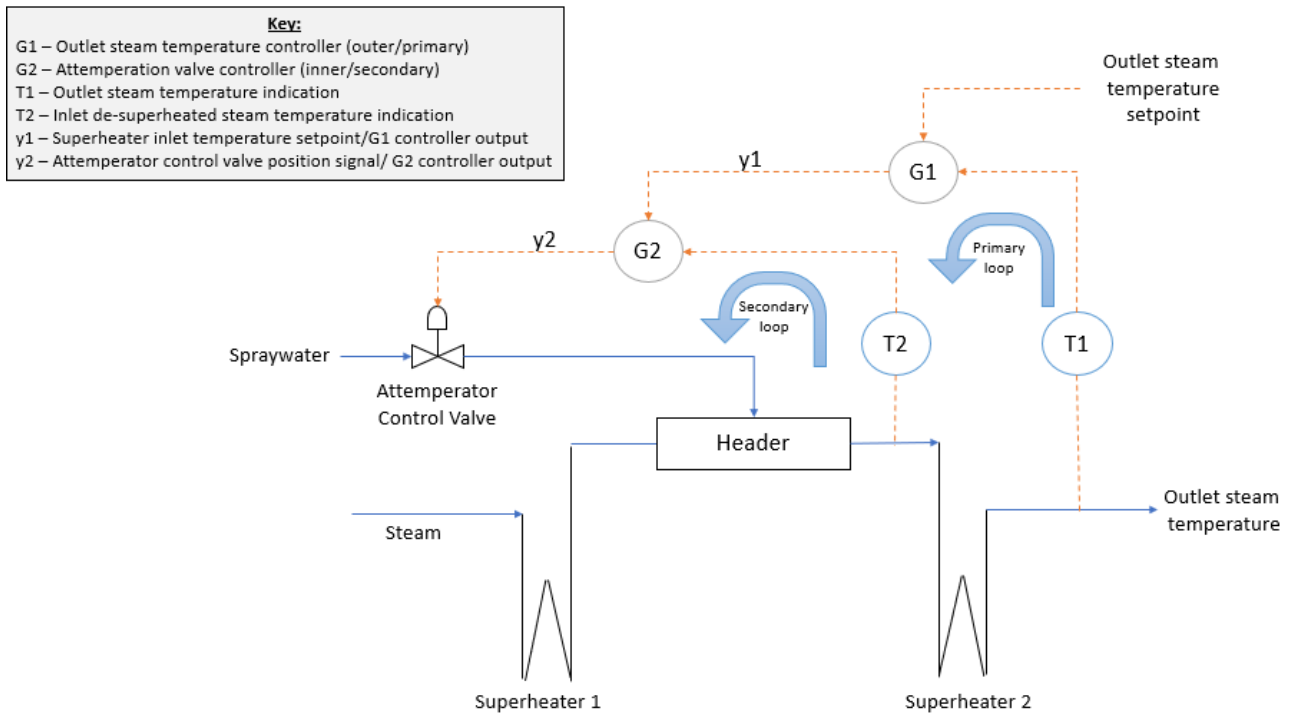 Key:
G1 – Outlet steam temperature controller (outer/primary)
G2 – Attemperation valve controller (inner/secondary)
T1 – Outlet steam temperature indication
T2 – Inlet de-superheated steam temperature indication
y1 – Superheater inlet temperature setpoint/G1 controller output
y2 – Attemperator control valve position signal/ G2 controller output
Outlet steam
temperature
setpoint
y1
G1
y2
G2
Primary
loop
Secondary
loop
T2
T1
Spraywater
Attemperator
Control Valve
Header
Steam
Outlet steam
temperature
Superheater 1
Superheater 2